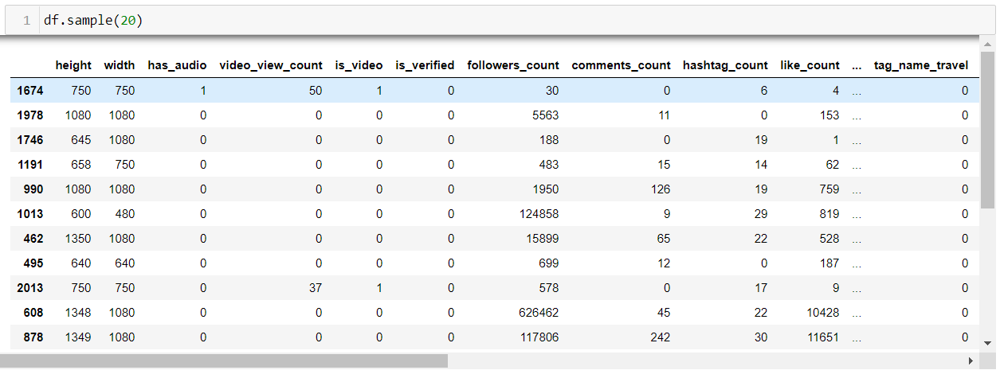 1 df.sample(20)
height width has_audio video_view_count is_video is_verified followers_count comments_count hashtag_count like_count ... tag_name_travel
1674 750 750 1 50 1 0 30 0 6 4 ... 0
1978 1080 1080 0 0 0 0 5563 11 0 153 ... 0
1746 645 1080 0 0 0 0 188 0 19 1 ... 0
1191 658 750 0 0 0 0 483 15 14 62 ... 0
990 1080 1080 0 0 0 0 1950 126 19 759 ... 0
1013 600 480 0 0 0 0 124858 9 29 819 ... 0
462 1350 1080 0 0 0 0 15899 65 22 528 ... 0
495 640 640 0 0 0 0 699 12 0 187 ... 0
2013 750 750 0 37 1 0 578 0 17 9 ... 0
608 1348 1080 0 0 0 0 626462 45 22 10428 ... 0
878 1349 1080 0 0 0 0 117806 242 30 11651 ... 0